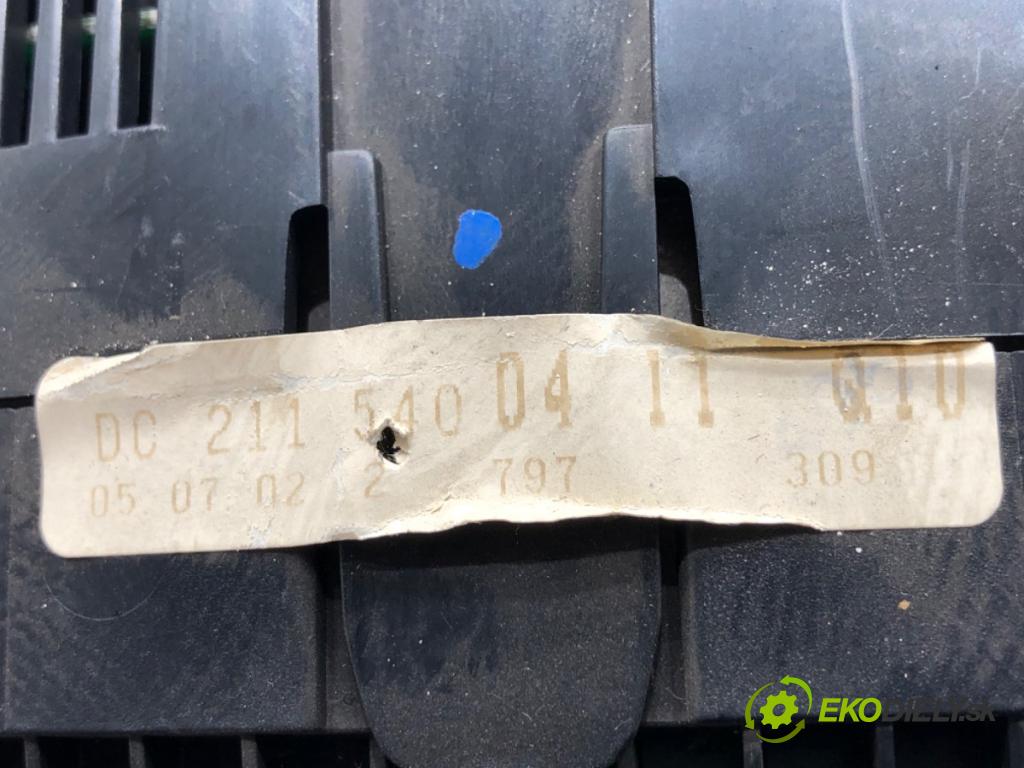 DC 211 540 04 11 Q10
05 07 02 2 797 309
EKODIELY.SK